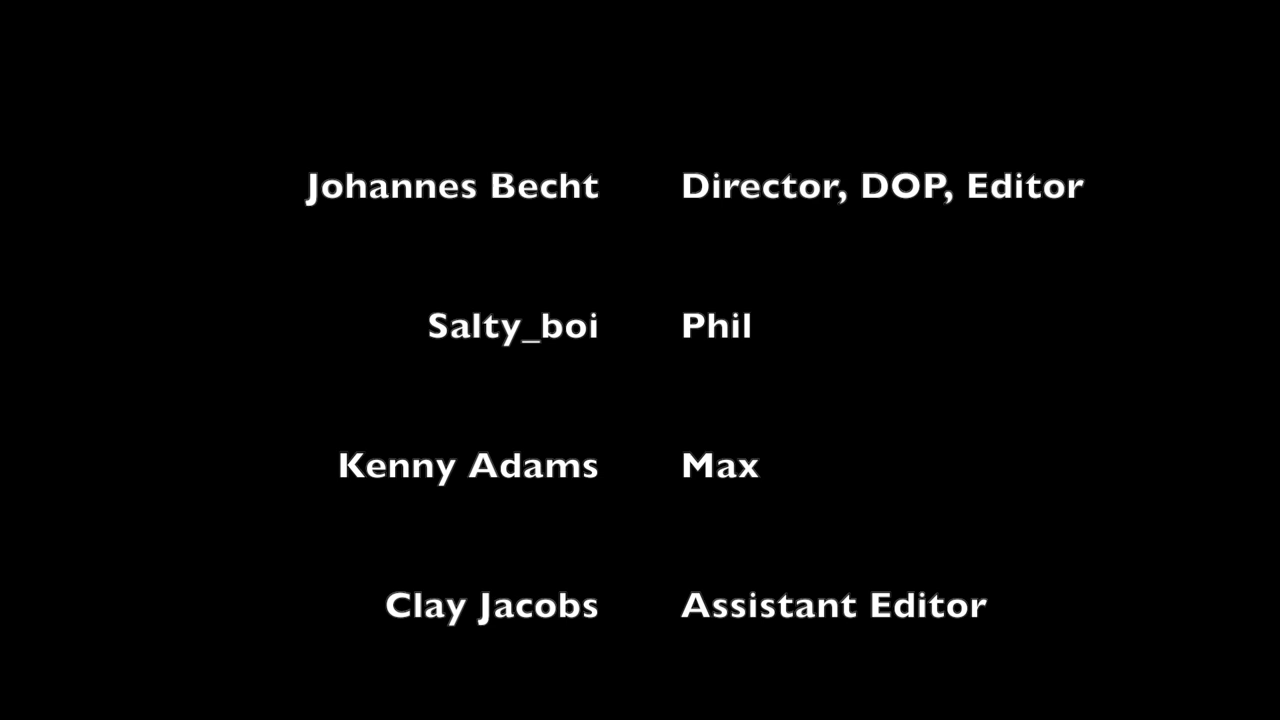 Johannes Becht Director, DOP, Editor
Salty_boi Phil
Kenny Adams Max
Clay Jacobs Assistant Editor